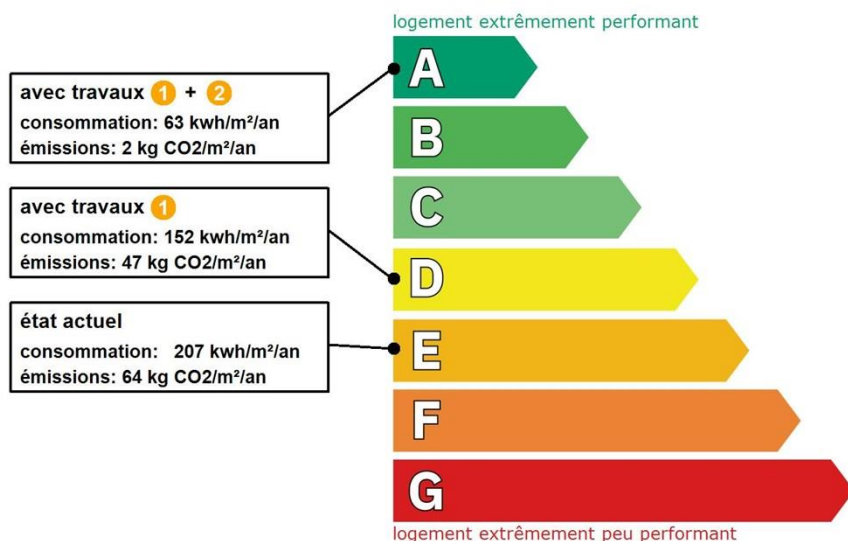 logement extrêmement performant
avec travaux 1 + 2
consommation: 63 kwh/m²/an
émissions: 2 kg CO2/m²/an
avec travaux 1
consommation: 152 kwh/m²/an
émissions: 47 kg CO2/m²/an
état actuel
consommation: 207 kwh/m²/an
émissions: 64 kg CO2/m²/an
A
B
C
D
E
F
G
logement extrêmement peu performant